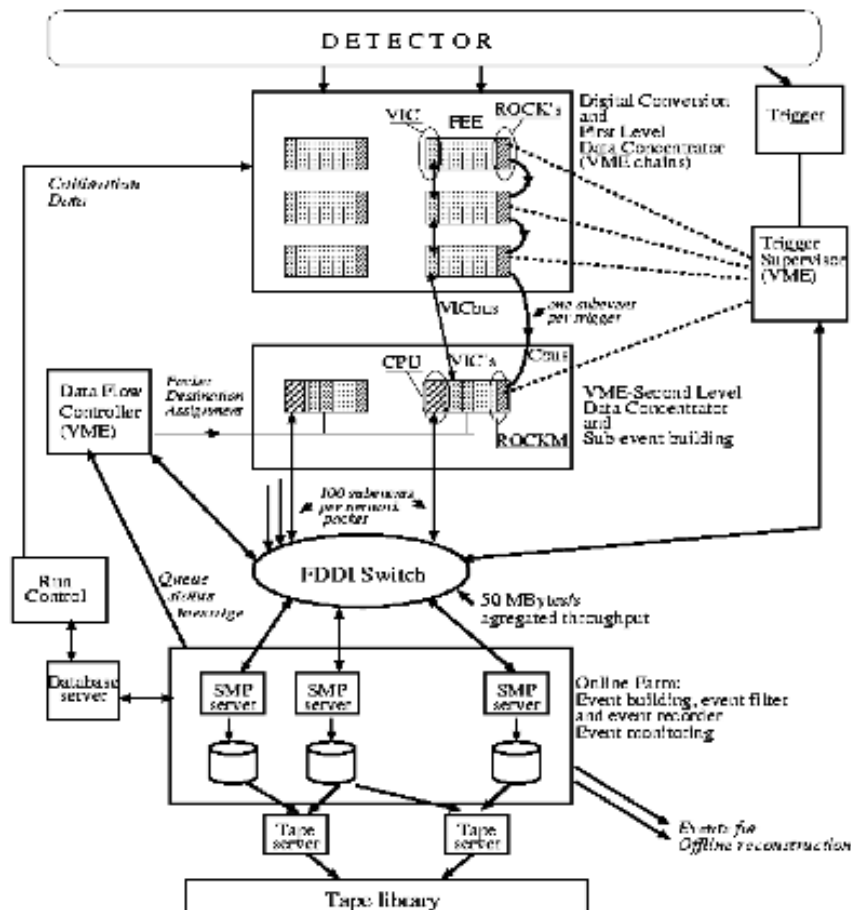 DETECTOR
VIC
FEE
ROCK's
Digital Conversion
and
First Level
Data Concentrator
(VME chains)
Trigger
Calibration
Data
Trigger
Supervisor
(VME)
VICbus
one subevent
per trigger
Cbus
CPU
VIC's
Data Flow
Controller
(VME)
Packet
Destination
Assignment
VME-Second Level
Data Concentrator
and
Sub-event building
ROCKM
100 subevents
per network
packet
FDDI Switch
Run
Control
Queue
status
50 MBytes/s
agregated throughput
Database
server
SMP
server
SMP
server
SMP
server
Online Farm:
Event building, event filter
and event recorder
Event monitoring
Tape
server
Tape
server
Events for
Offline reconstruction
Tape library